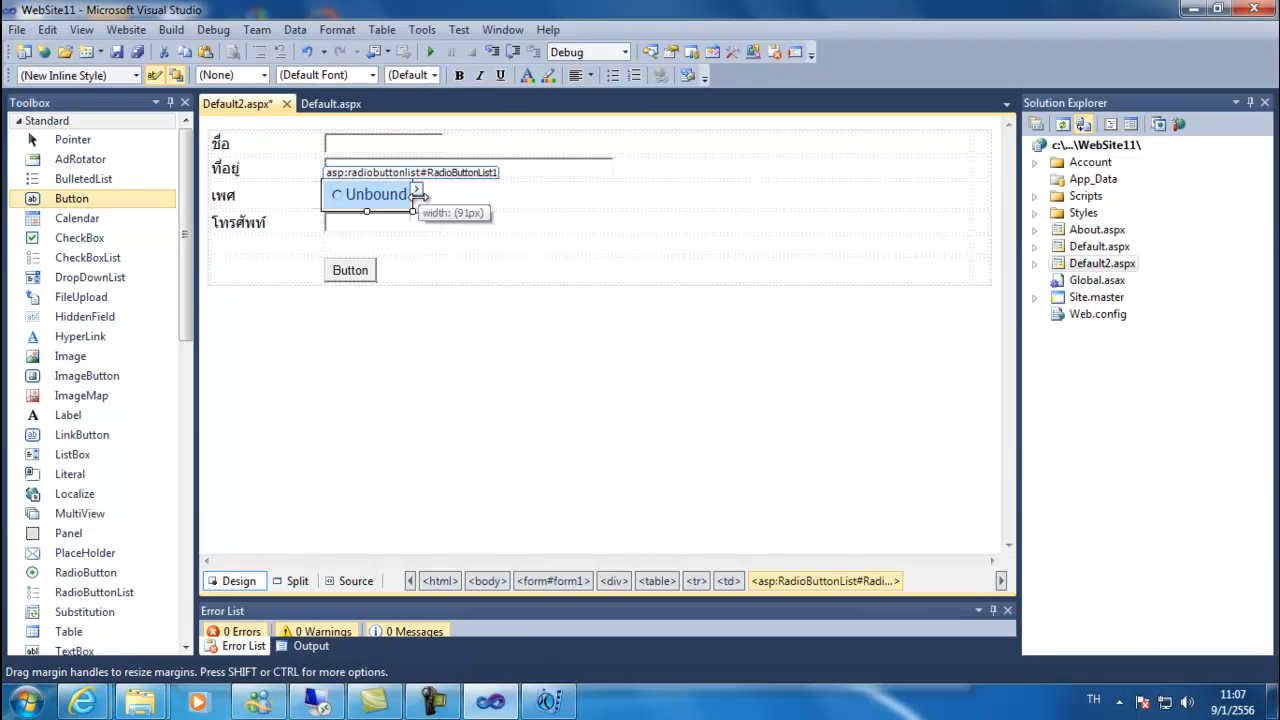 WebSite11 - Microsoft Visual Studio
File Edit View Website Build Debug Team Data Format Table Tools Test Window Help
Debug
(New Inline Style) (None) (Default Font) (Default B I U A
Toolbox
Default2.aspx* Default.aspx
Solution Explorer
Standard
Pointer
AdRotator
BulletedList
Button
Calendar
CheckBox
CheckBoxList
DropDownList
FileUpload
HiddenField
HyperLink
Image
ImageButton
ImageMap
Label
LinkButton
ListBox
Literal
Localize
MultiView
Panel
PlaceHolder
RadioButton
RadioButtonList
Substitution
Table
TextBox
ชื่อ
ที่อยู่
asp:radiobuttonlist#RadioButtonList1
เพศ Unbound
width: (91px)
โทรศัพท์
Button
c:\...\WebSite11\
Account
App_Data
Scripts
Styles
About.aspx
Default.aspx
Default2.aspx
Global.asax
Site.master
Web.config
Design Split Source <html> <body> <form#form1> <div> <table> <tr> <td> <asp:RadioButtonList#Radi...>
Error List
0 Errors 0 Warnings 0 Messages
Error List Output
Drag margin handles to resize margins. Press SHIFT or CTRL for more options.
TH
11:07
9/1/2556